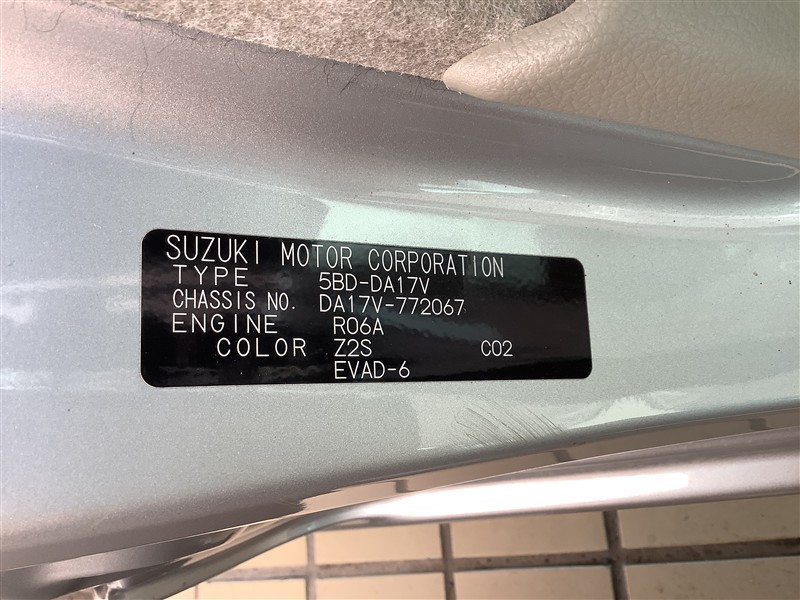 SUZUKI MOTOR CORPORATION
TYPE 5BD-DA17V
CHASSIS NO. DA17V-772067
ENGINE R06A
COLOR Z2S C02
EVAD-6